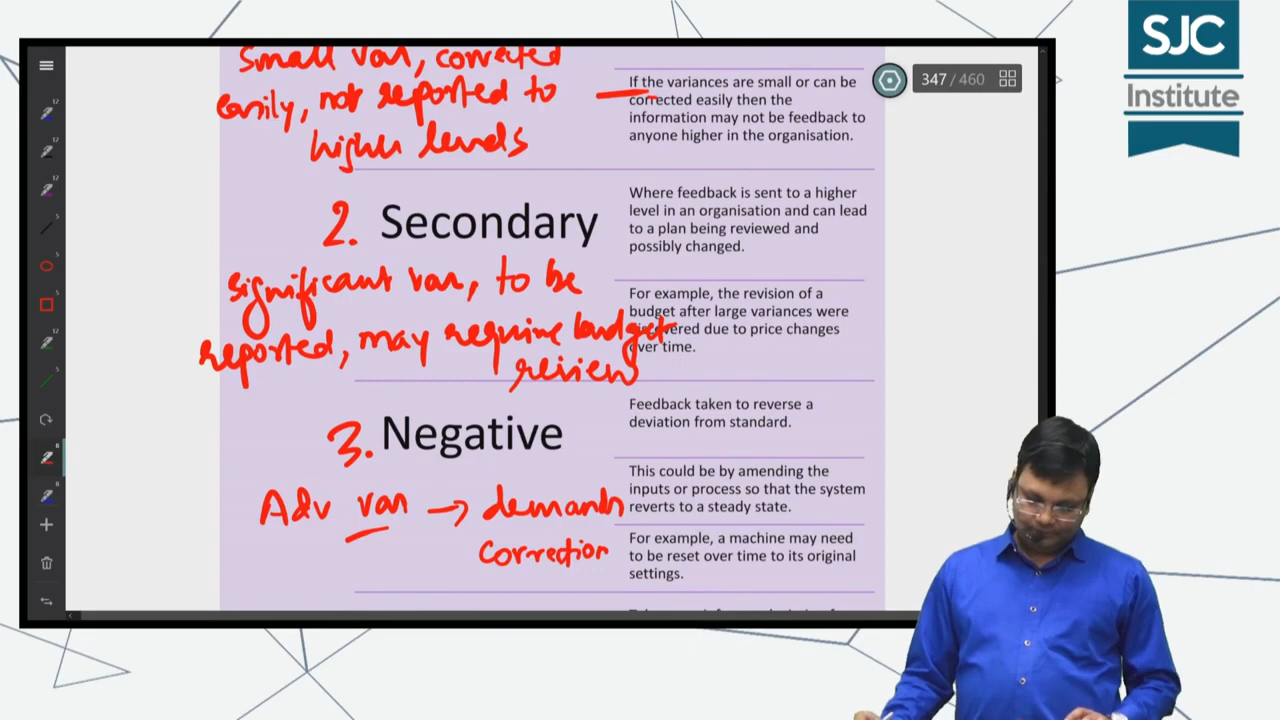 SJC
Institute
347 / 460
Small var, corrected
easily, not reported to
higher levels
If the variances are small or can be
corrected easily then the
information may not be feedback to
anyone higher in the organisation.
2. Secondary
significant var, to be
reported, may require budget
review
Where feedback is sent to a higher
level in an organisation and can lead
to a plan being reviewed and
possibly changed.
For example, the revision of a
budget after large variances were
discovered due to price changes
over time.
3. Negative
Adv var → demands
correction
Feedback taken to reverse a
deviation from standard.
This could be by amending the
inputs or process so that the system
reverts to a steady state.
For example, a machine may need
to be reset over time to its original
settings.